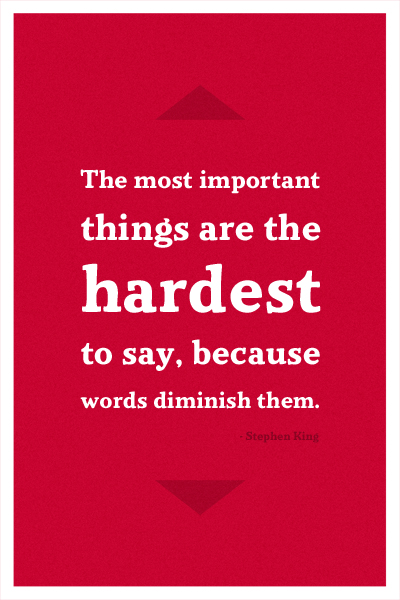 The most important
things are the
hardest
to say, because
words diminish them.
- Stephen King